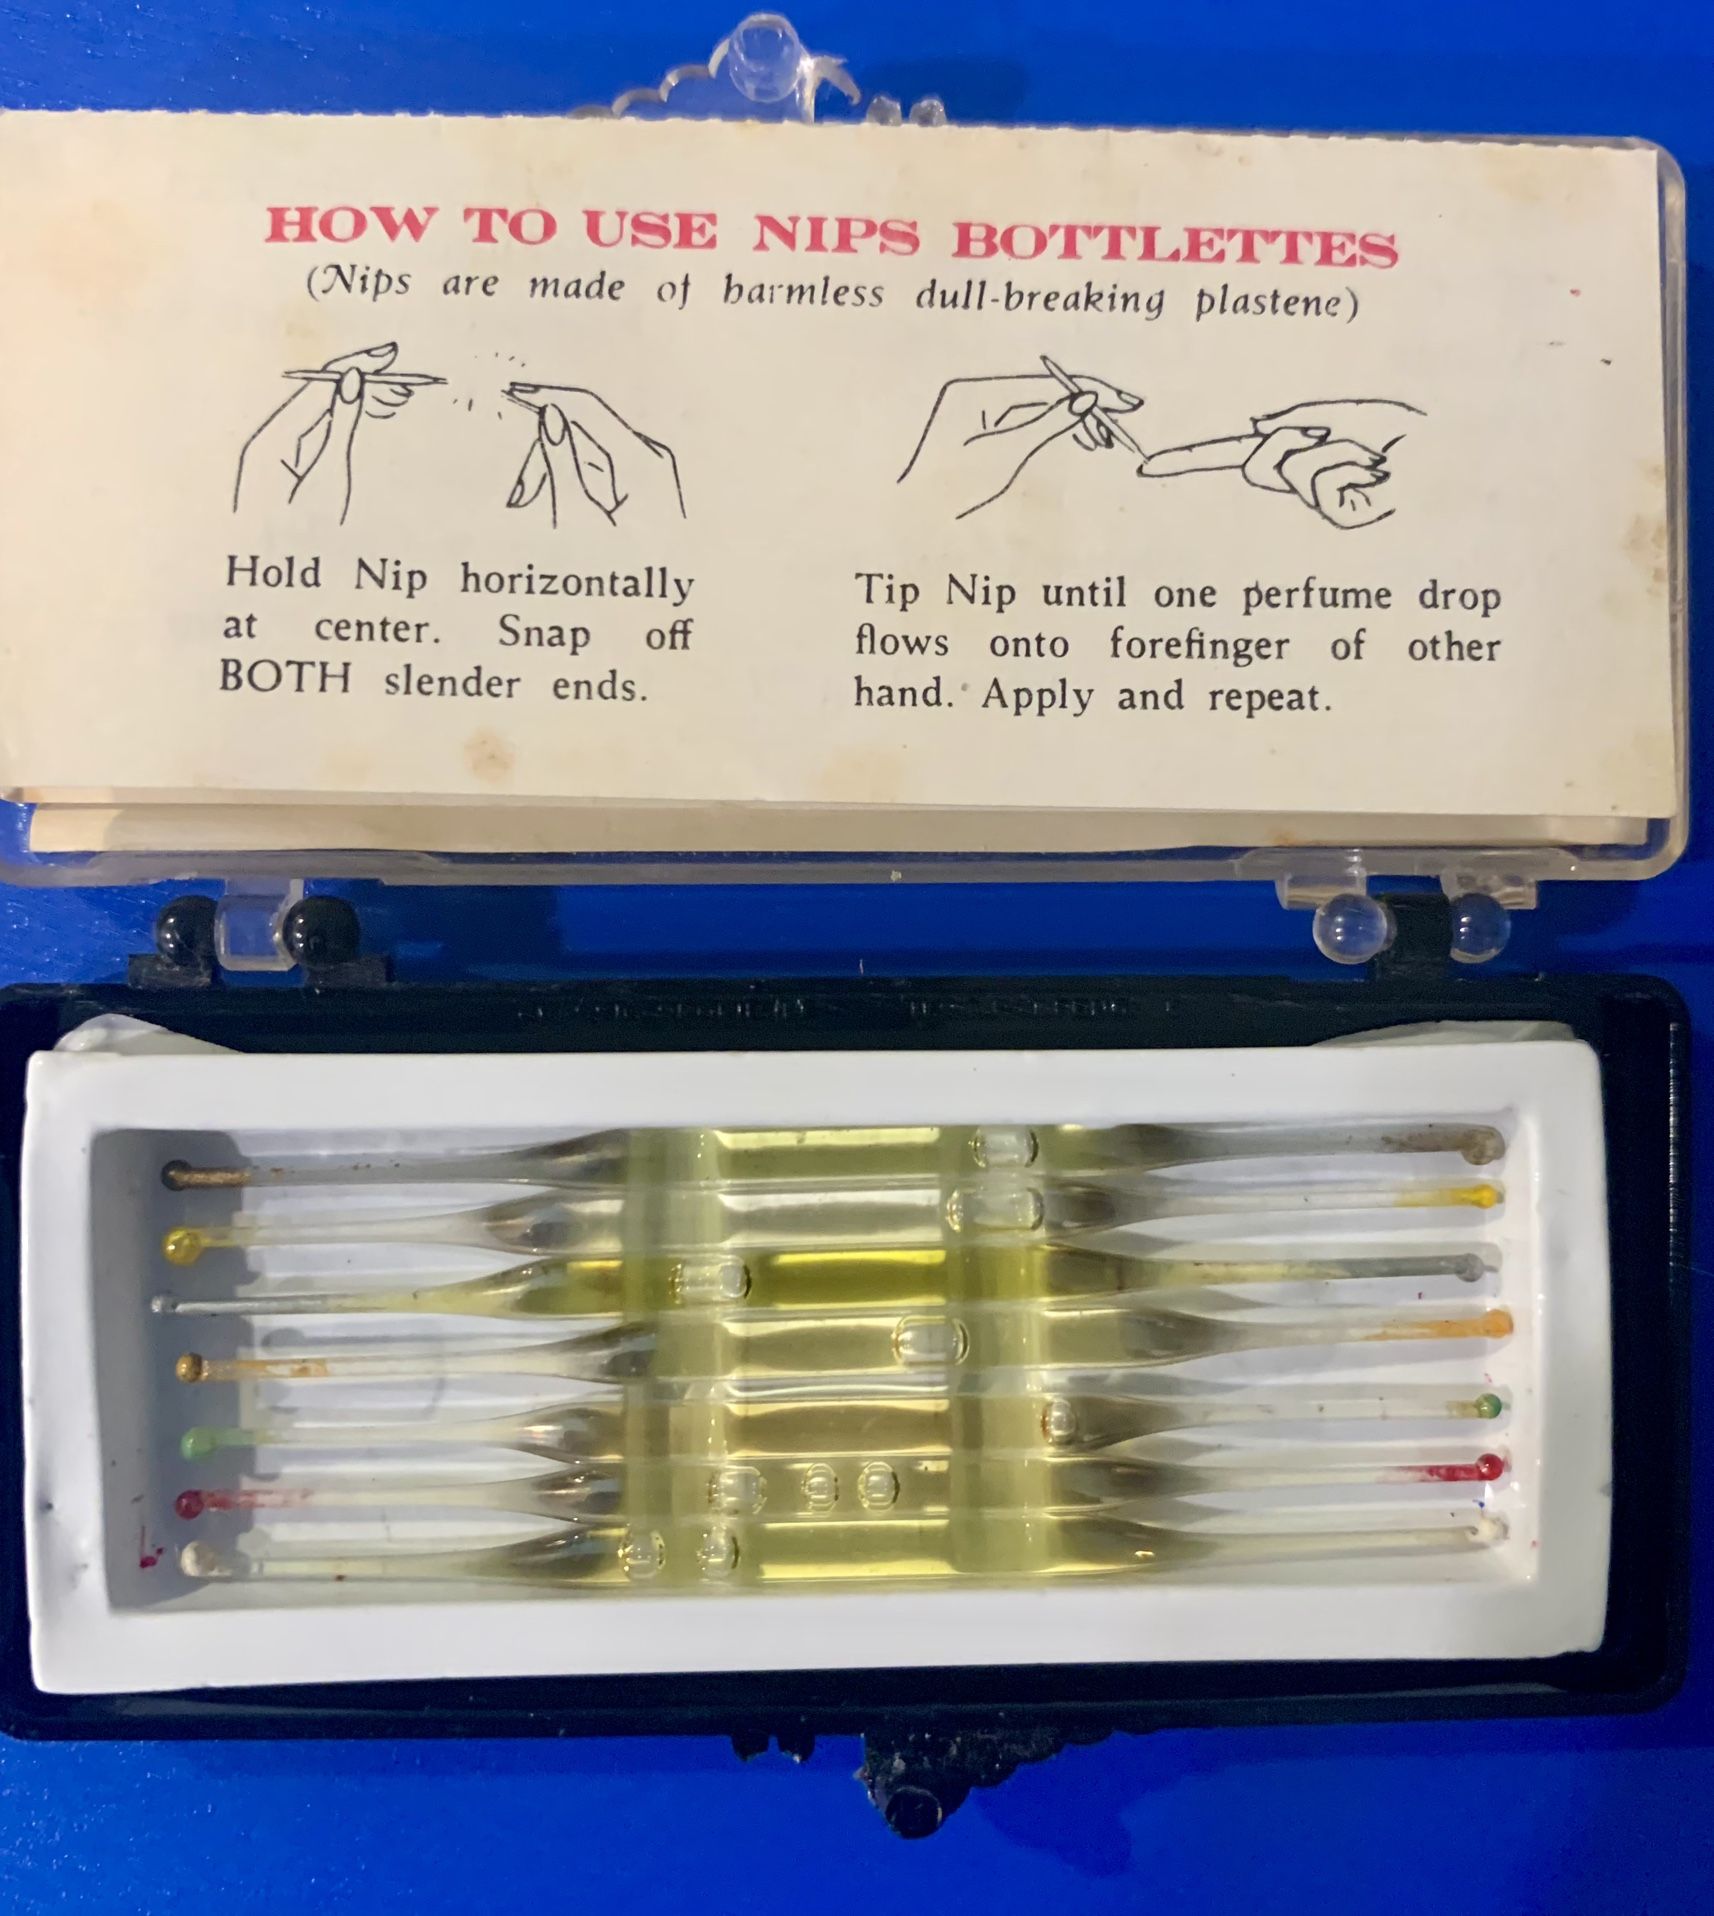 HOW TO USE NIPS BOTTLETTES
(Nips are made of harmless dull-breaking plastene)
Hold Nip horizontally
at center. Snap off
BOTH slender ends.
Tip Nip until one perfume drop
flows onto forefinger of other
hand. Apply and repeat.